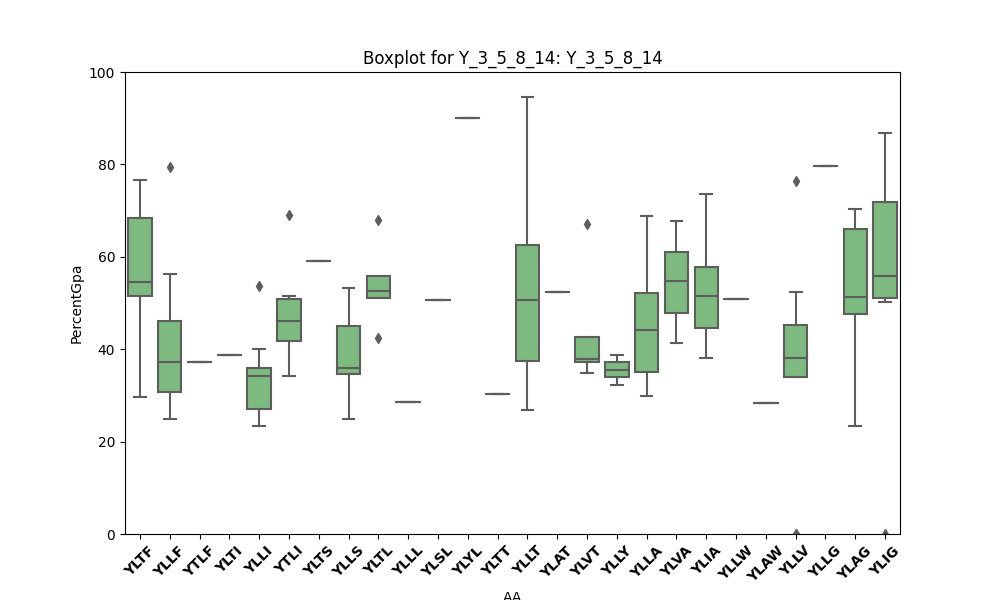 Boxplot for Y_3_5_8_14: Y_3_5_8_14
PercentGpa
100
80
60
40
20
0
YLTF YLLF YTLF YLTI YLLI YTLI YLTS YLLS YLTL YLLL YLSL YLYL YLTT YLLT YLAT YLVT YLLY YLLA YLVA YLIA YLLW YLAW YLLV YLLG YLAG YLIG
AA